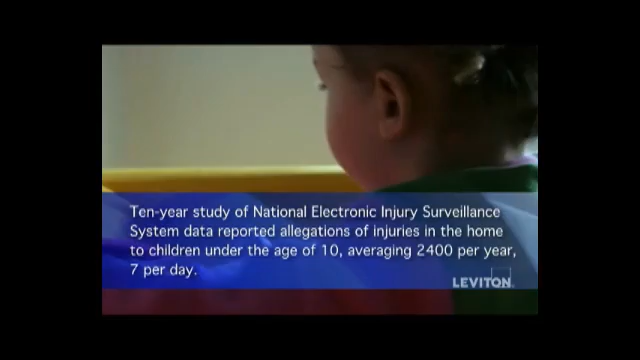 Ten-year study of National Electronic Injury Surveillance
System data reported allegations of injuries in the home
to children under the age of 10, averaging 2400 per year,
7 per day.
LEVITON